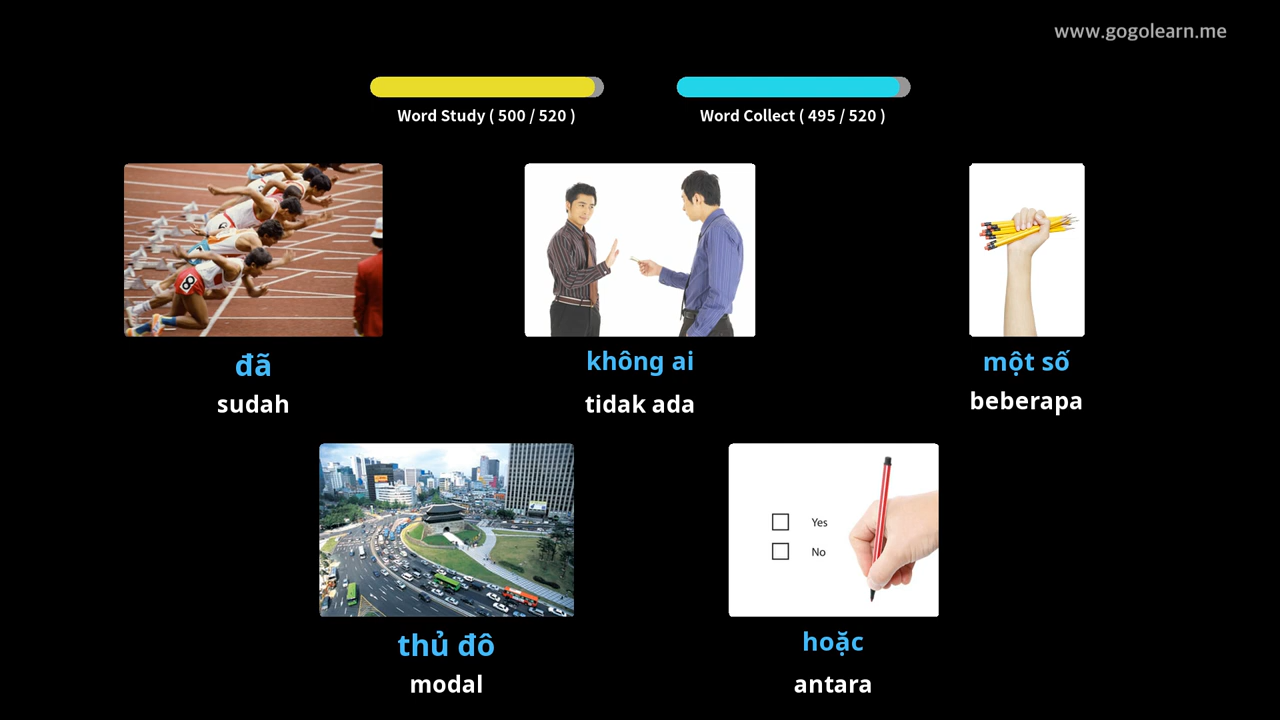 www.gogolearn.me
Word Study ( 500 / 520 )
Word Collect ( 495 / 520 )
8
đã
sudah
không ai
tidak ada
một số
beberapa
Yes
No
thủ đô
modal
hoặc
antara